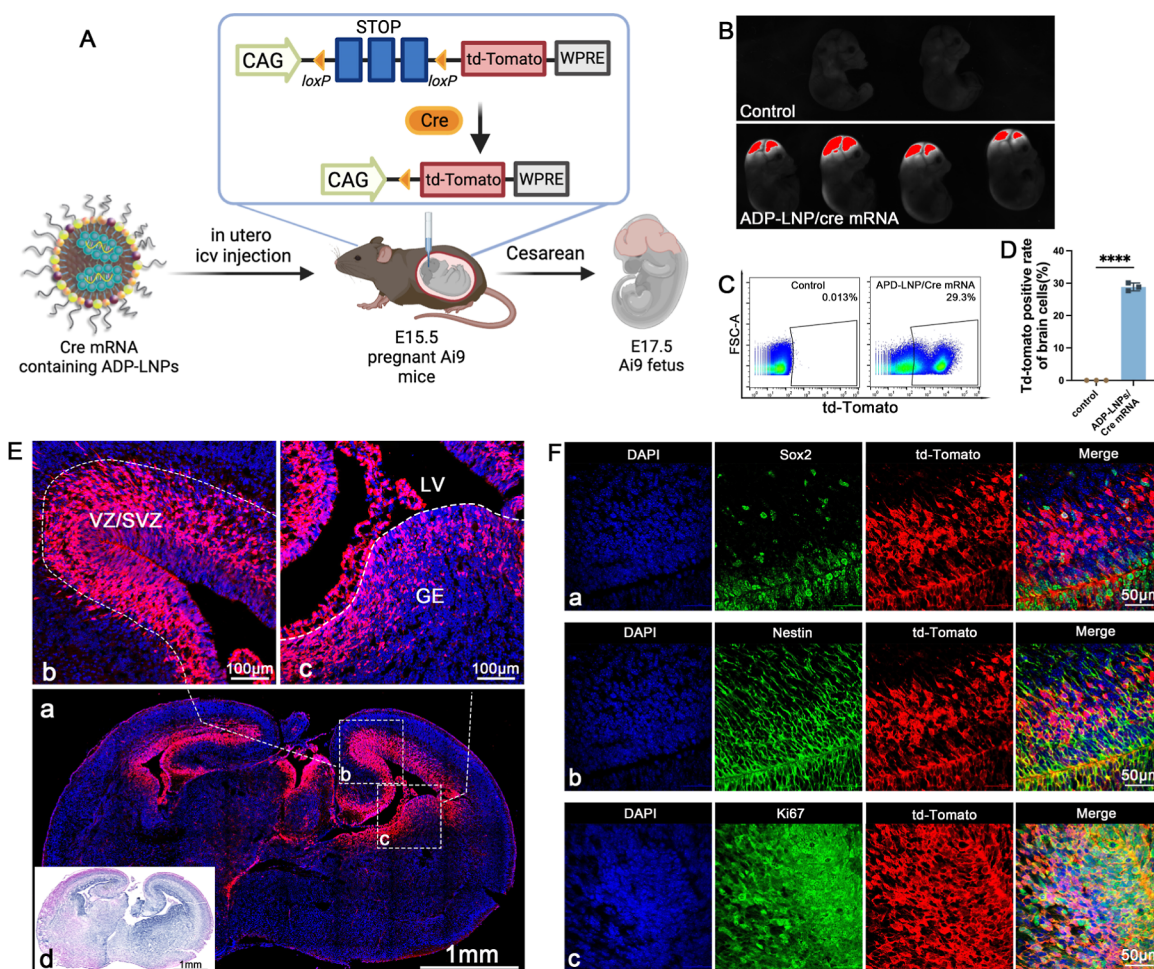 A
STOP
CAG
td-Tomato
WPRE
loxP
loxP
Cre
CAG
td-Tomato
WPRE
in utero
icv injection
Cesarean
Cre mRNA
containing ADP-LNPs
E15.5
pregnant Ai9
mice
E17.5
Ai9 fetus
B
Control
ADP-LNP/cre mRNA
C
Control
0.013%
APD-LNP/Cre mRNA
29.3%
FSC-A
td-Tomato
D
****
40
30
20
10
0
Td-tomato positive rate
of brain cells(%)
control
ADP-LNPs/
Cre mRNA
E
VZ/SVZ
b
100μm
LV
GE
c
100μm
a
b
c
d
1mm
1mm
F
DAPI
Sox2
td-Tomato
Merge
a
50μm
DAPI
Nestin
td-Tomato
Merge
b
50μm
DAPI
Ki67
td-Tomato
Merge
c
50μm